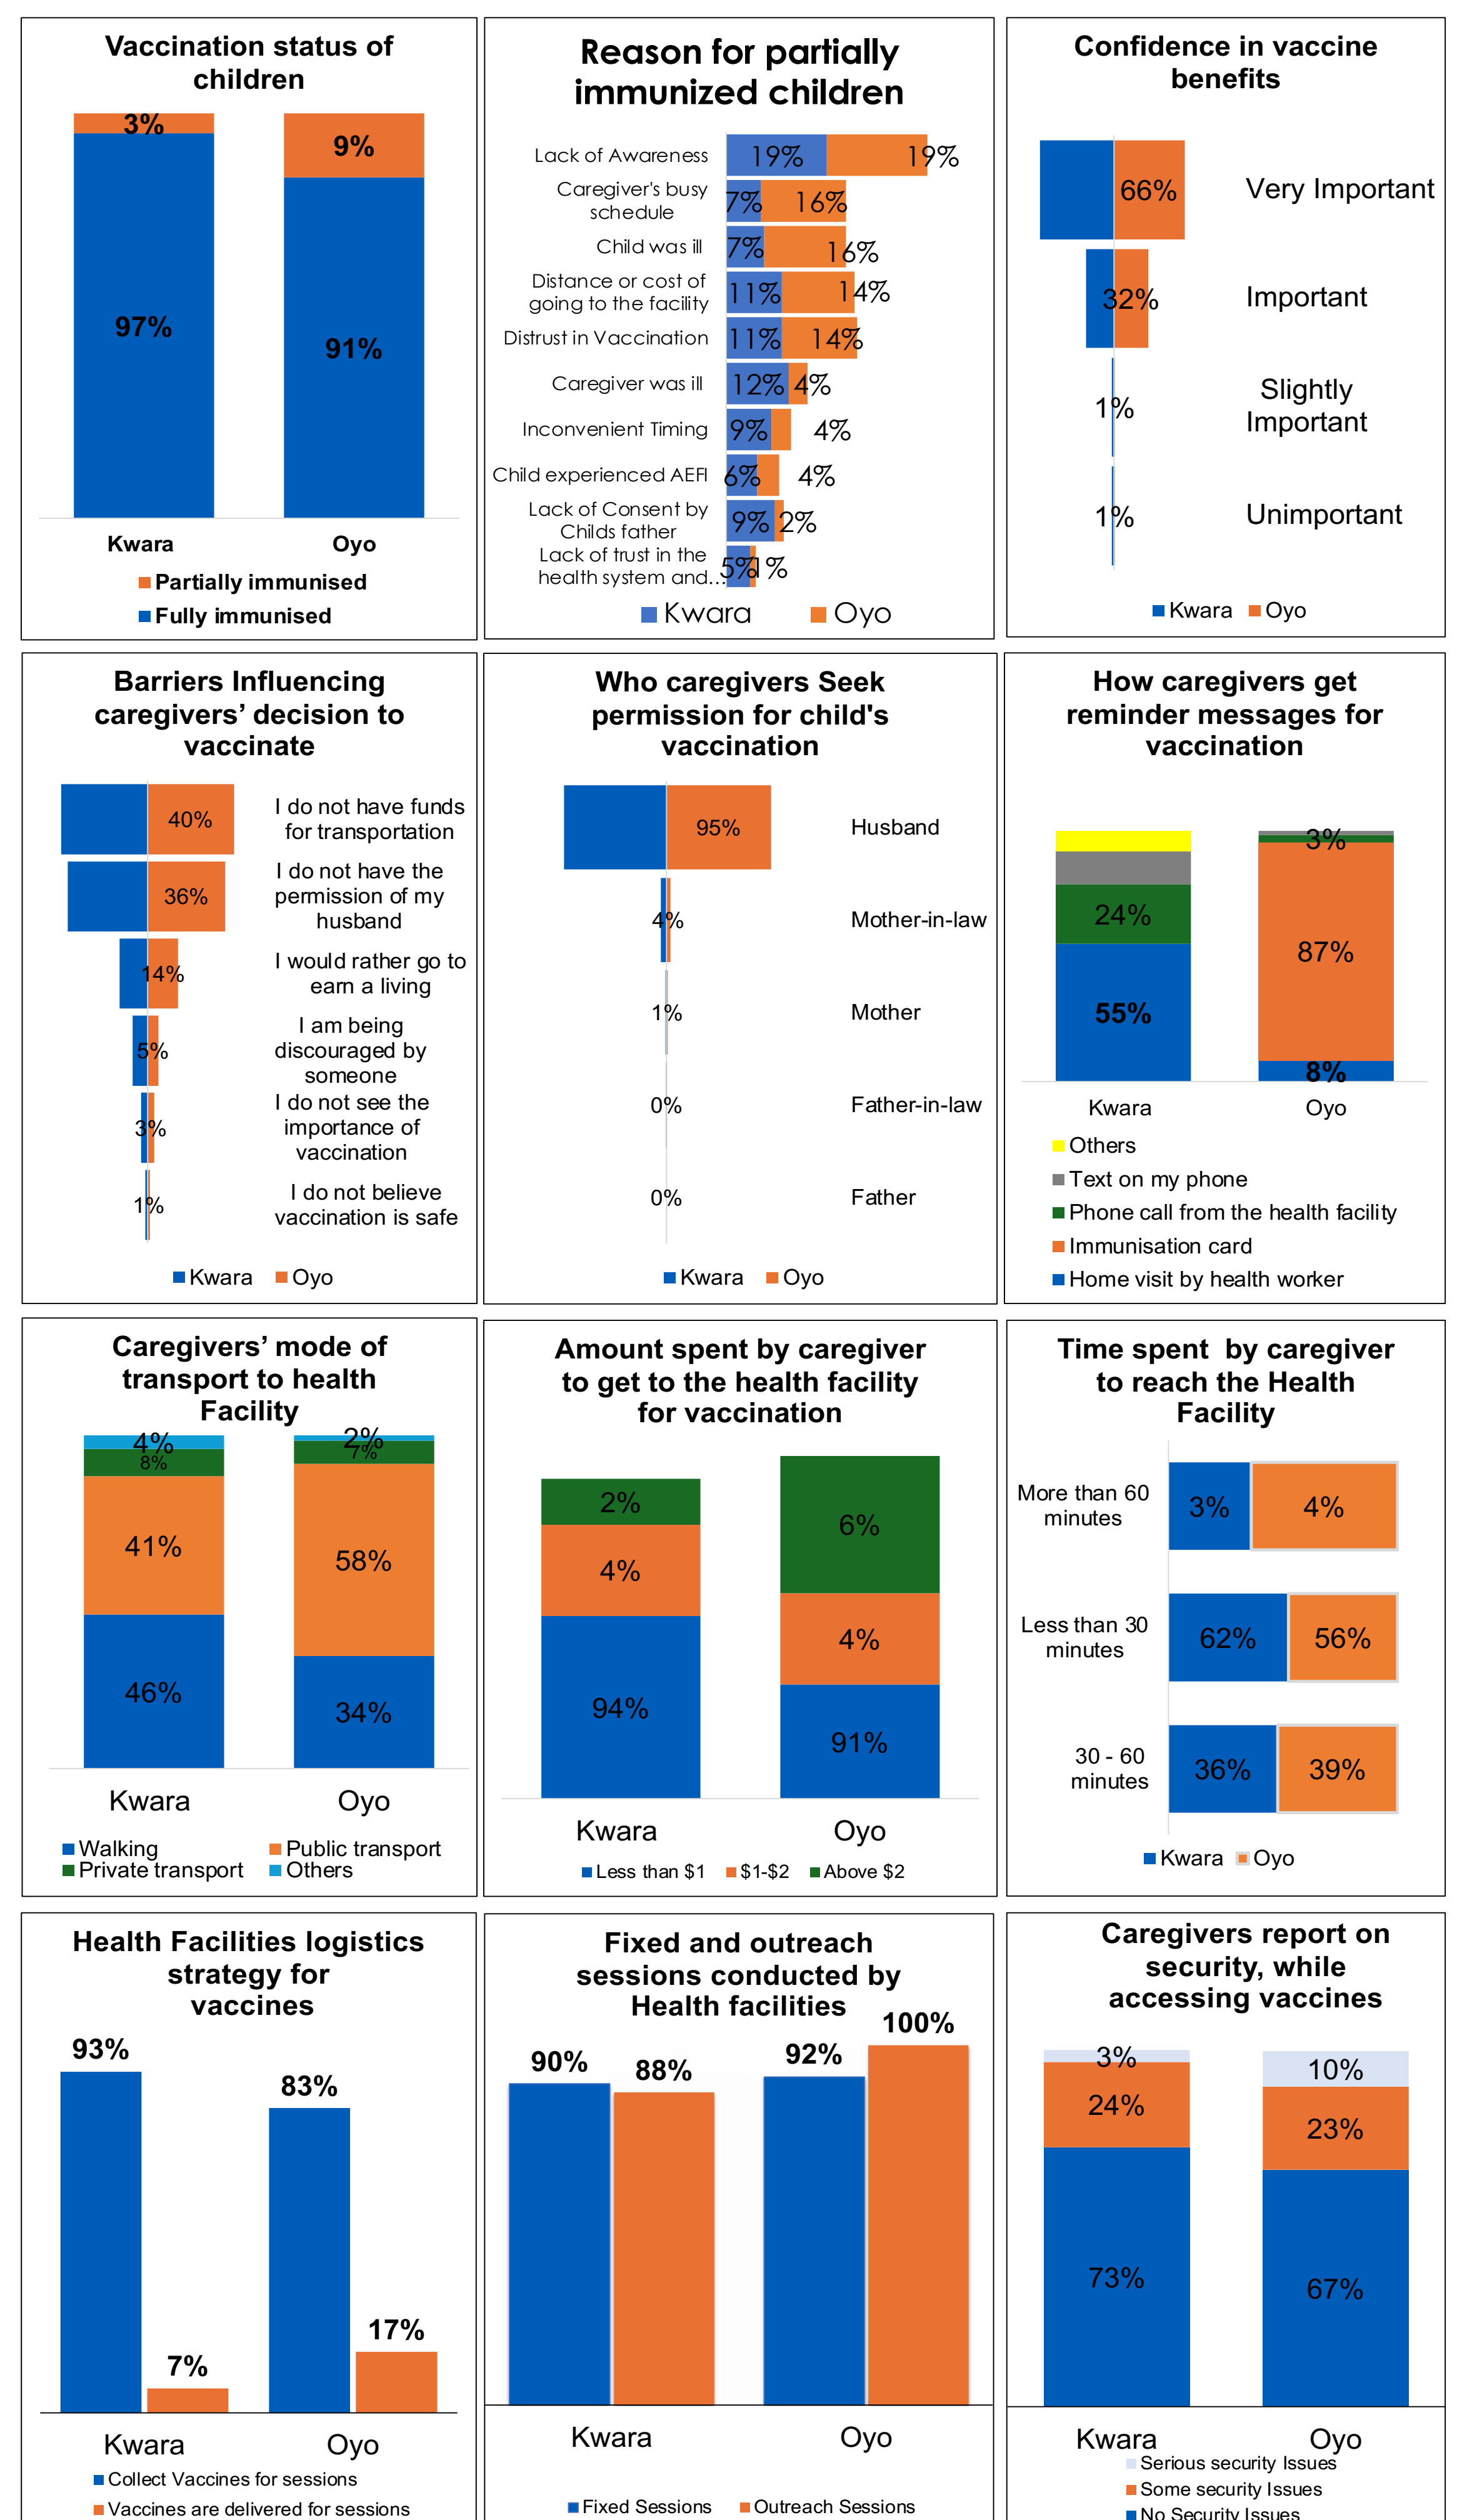 Vaccination status of
children
3%
9%
97%
91%
Kwara
Oyo
Partially immunised
Fully immunised
Reason for partially
immunized children
Lack of Awareness
19%
19%
Caregiver's busy
schedule
7%
16%
Child was ill
7%
16%
Distance or cost of
going to the facility
11%
14%
Distrust in Vaccination
11%
14%
Caregiver was ill
12%
4%
Inconvenient Timing
9%
4%
Child experienced AEFI
6%
4%
Lack of Consent by
Childs father
9%
2%
Lack of trust in the
health system and...
5%
1%
Kwara
Oyo
Confidence in vaccine
benefits
66%
Very Important
32%
Important
1%
Slightly
Important
1%
Unimportant
Kwara
Oyo
Barriers Influencing
caregivers’ decision to
vaccinate
40%
I do not have funds
for transportation
36%
I do not have the
permission of my
husband
14%
I would rather go to
earn a living
5%
I am being
discouraged by
someone
3%
I do not see the
importance of
vaccination
1%
I do not believe
vaccination is safe
Kwara
Oyo
Who caregivers Seek
permission for child's
vaccination
95%
Husband
4%
Mother-in-law
1%
Mother
0%
Father-in-law
0%
Father
Kwara
Oyo
How caregivers get
reminder messages for
vaccination
3%
24%
87%
55%
8%
Kwara
Oyo
Others
Text on my phone
Phone call from the health facility
Immunisation card
Home visit by health worker
Caregivers’ mode of
transport to health
Facility
4%
2%
8%
7%
41%
58%
46%
34%
Kwara
Oyo
Walking
Public transport
Private transport
Others
Amount spent by caregiver
to get to the health facility
for vaccination
2%
6%
4%
4%
94%
91%
Kwara
Oyo
Less than $1
$1-$2
Above $2
Time spent by caregiver
to reach the Health
Facility
More than 60
minutes
3%
4%
Less than 30
minutes
62%
56%
30 - 60
minutes
36%
39%
Kwara
Oyo
Health Facilities logistics
strategy for
vaccines
93%
83%
17%
7%
Kwara
Oyo
Collect Vaccines for sessions
Vaccines are delivered for sessions
Fixed and outreach
sessions conducted by
Health facilities
100%
90%
88%
92%
Kwara
Oyo
Fixed Sessions
Outreach Sessions
Caregivers report on
security, while
accessing vaccines
3%
10%
24%
23%
73%
67%
Kwara
Oyo
Serious security Issues
Some security Issues
No Security Issues